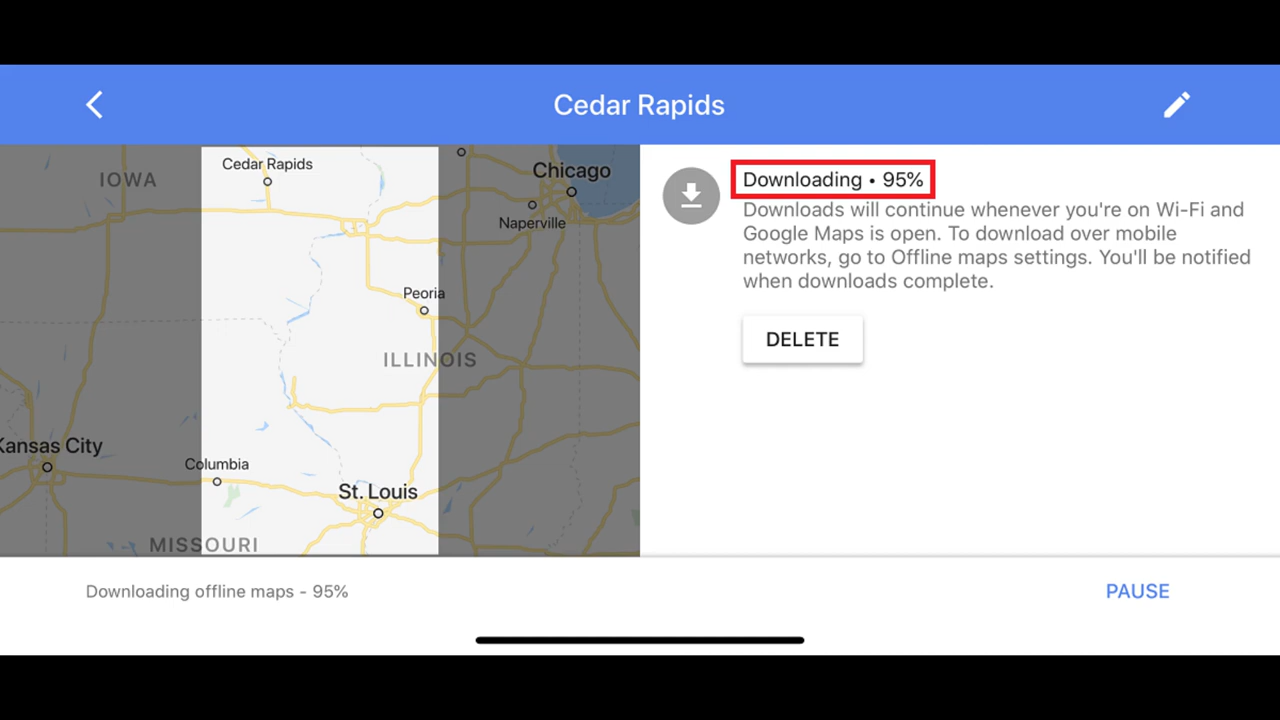 Cedar Rapids
Cedar Rapids
IOWA
Chicago
Naperville
Peoria
ILLINOIS
Kansas City
Columbia
St. Louis
MISSOURI
Downloading • 95%
Downloads will continue whenever you're on Wi-Fi and
Google Maps is open. To download over mobile
networks, go to Offline maps settings. You'll be notified
when downloads complete.
DELETE
Downloading offline maps - 95%
PAUSE